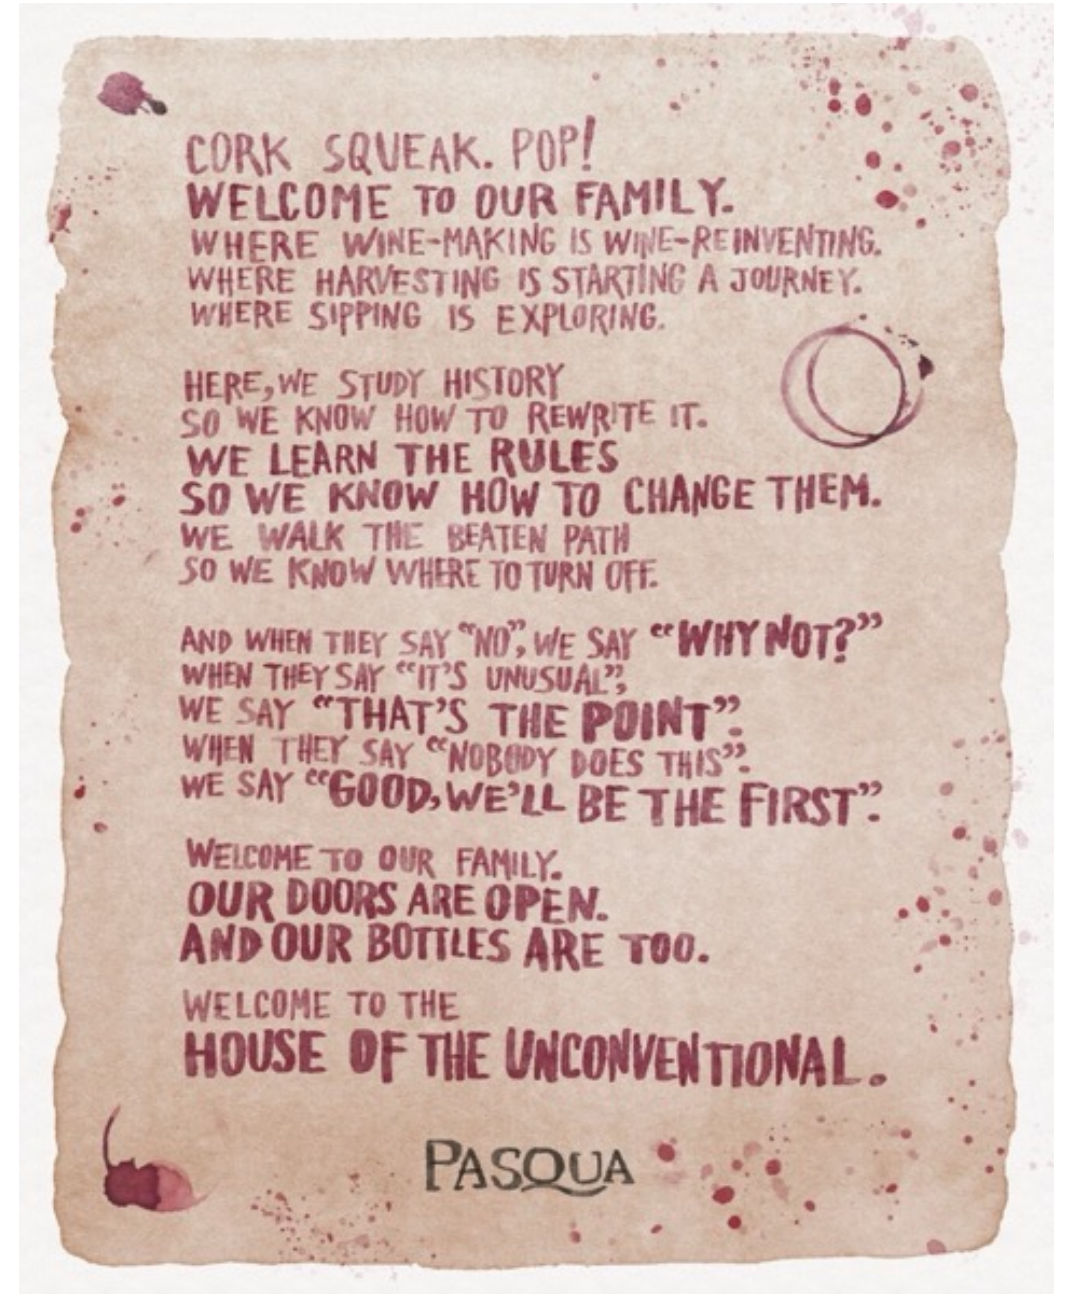 CORK SQUEAK. POP!
WELCOME TO OUR FAMILY.
WHERE WINE-MAKING IS WINE-REINVENTING.
WHERE HARVESTING IS STARTING A JOURNEY.
WHERE SIPPING IS EXPLORING.
HERE, WE STUDY HISTORY
SO WE KNOW HOW TO REWRITE IT.
WE LEARN THE RULES
SO WE KNOW HOW TO CHANGE THEM.
WE WALK THE BEATEN PATH
SO WE KNOW WHERE TO TURN OFF.
AND WHEN THEY SAY “NO”, WE SAY “WHY NOT?”
WHEN THEY SAY “IT’S UNUSUAL”,
WE SAY “THAT’S THE POINT”.
WHEN THEY SAY “NOBODY DOES THIS”.
WE SAY “GOOD, WE’LL BE THE FIRST”.
WELCOME TO OUR FAMILY.
OUR DOORS ARE OPEN.
AND OUR BOTTLES ARE TOO.
WELCOME TO THE
HOUSE OF THE UNCONVENTIONAL.
PASQUA